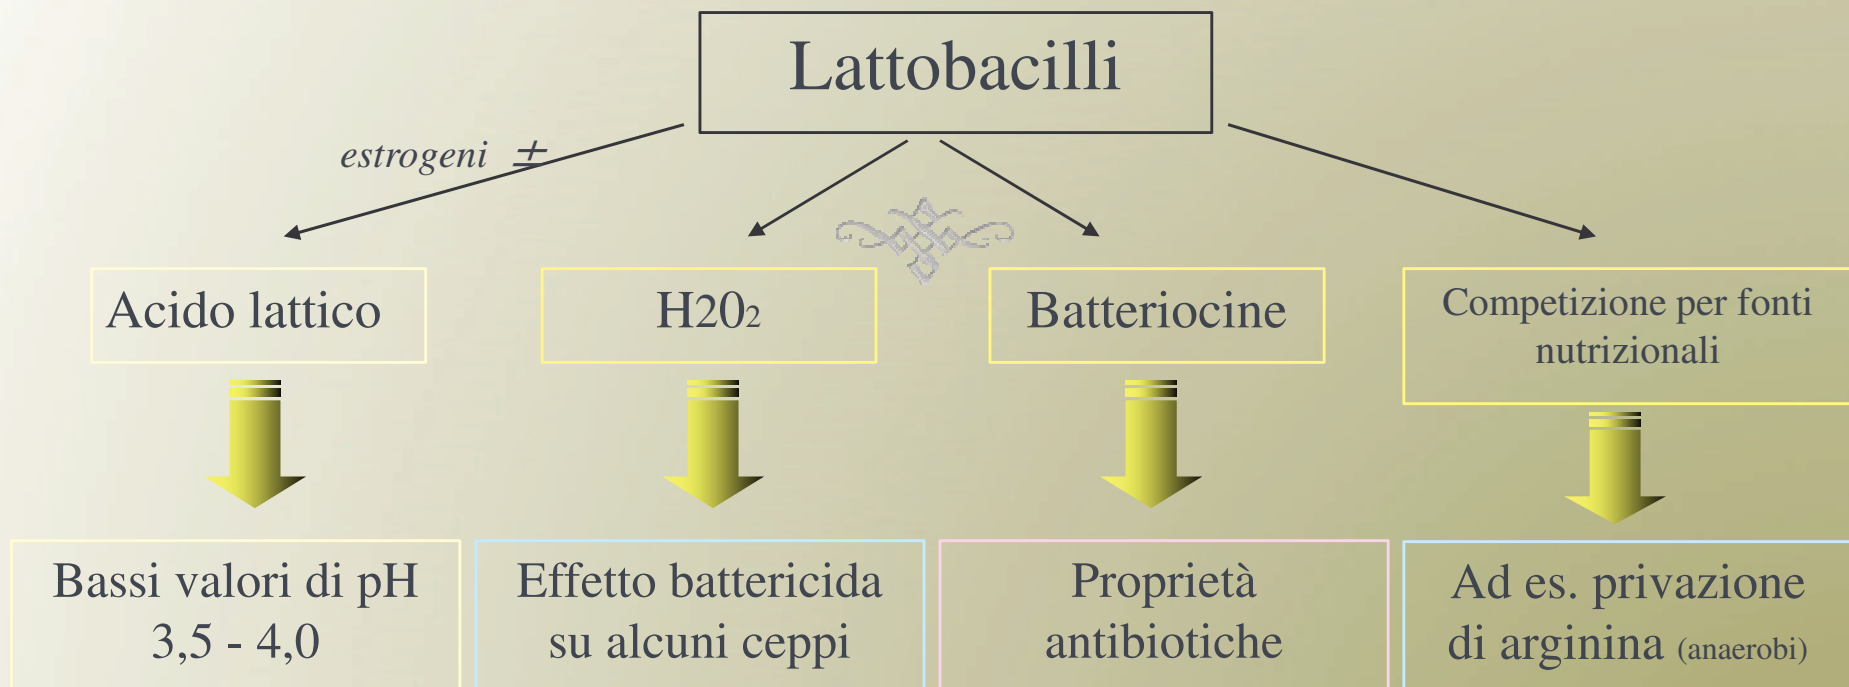 Lattobacilli
estrogeni ±
Acido lattico
H20₂
Batteriocine
Competizione per fonti
nutrizionali
Bassi valori di pH
3,5 - 4,0
Effetto battericida
su alcuni ceppi
Proprietà
antibiotiche
Ad es. privazione
di arginina (anaerobi)